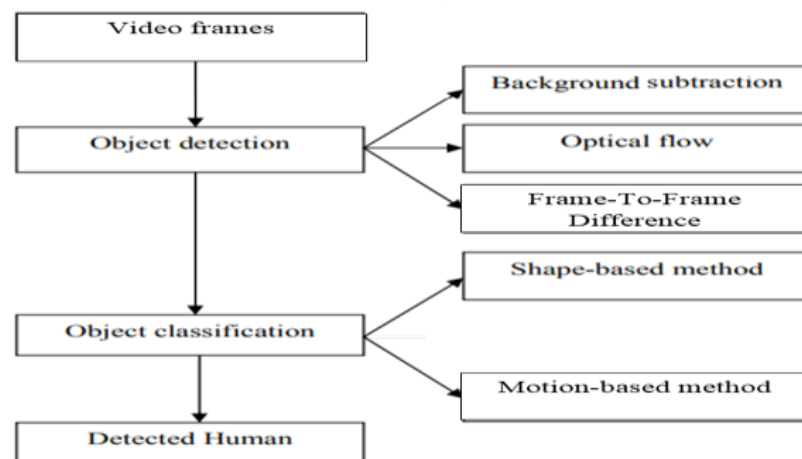 Video frames
Background subtraction
Object detection
Optical flow
Frame-To-Frame
Difference
Shape-based method
Object classification
Motion-based method
Detected Human